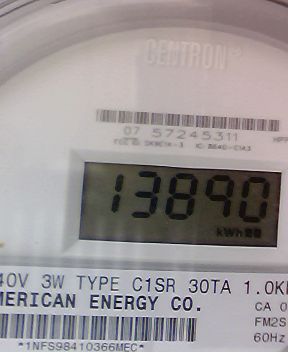 CENTRON®
07 57245311
13890
kWh
40V 3W TYPE C1SR 30TA 1.0K
MERICAN ENERGY CO. CA 0
FM2S
60Hz
*1NFS98410366MEC*